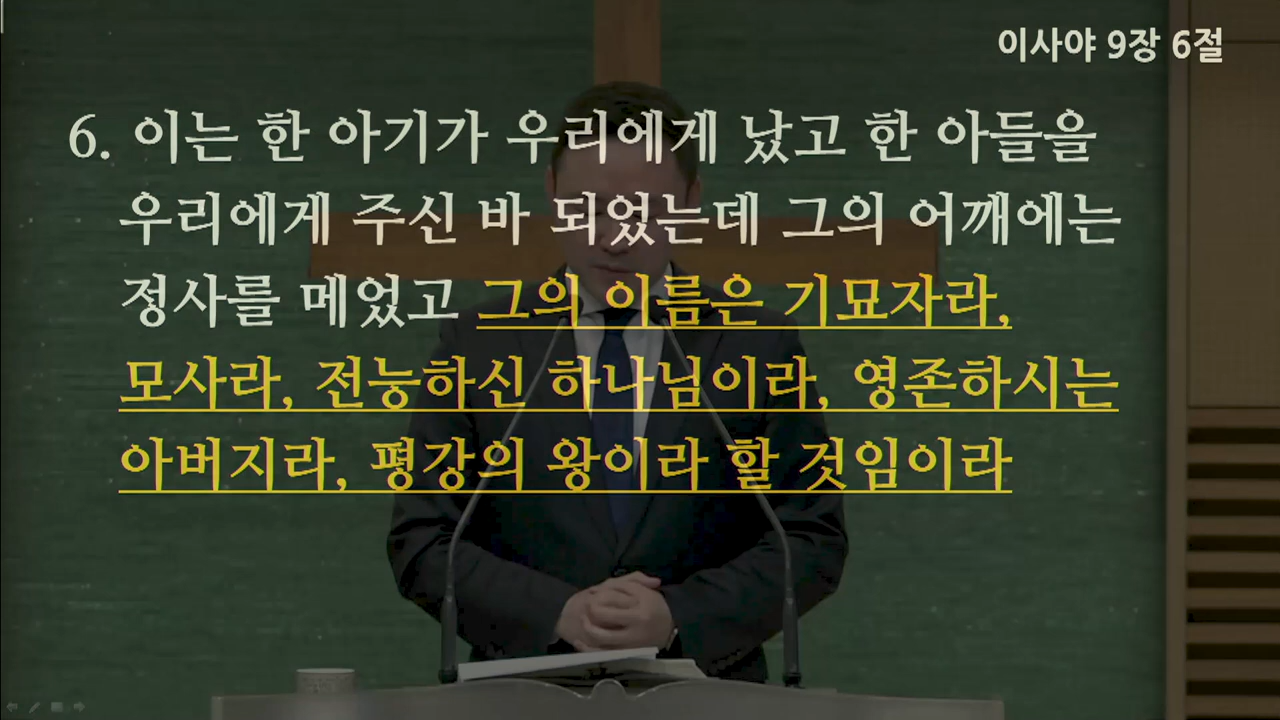 이사야 9장 6절
6. 이는 한 아기가 우리에게 났고 한 아들을
우리에게 주신 바 되었는데 그의 어깨에는
정사를 메었고 그의 이름은 기묘자라,
모사라, 전능하신 하나님이라, 영존하시는
아버지라, 평강의 왕이라 할 것임이라